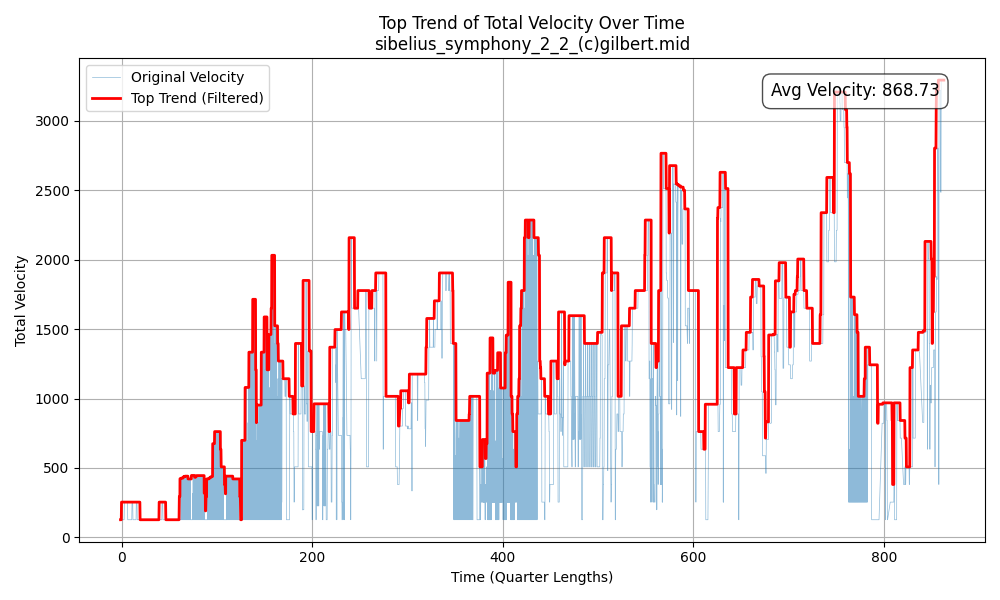 Top Trend of Total Velocity Over Time
sibelius_symphony_2_2_(c)gilbert.mid
Original Velocity
Top Trend (Filtered)
Avg Velocity: 868.73
3000
2500
2000
1500
1000
500
0
Total Velocity
0 200 400 600 800
Time (Quarter Lengths)